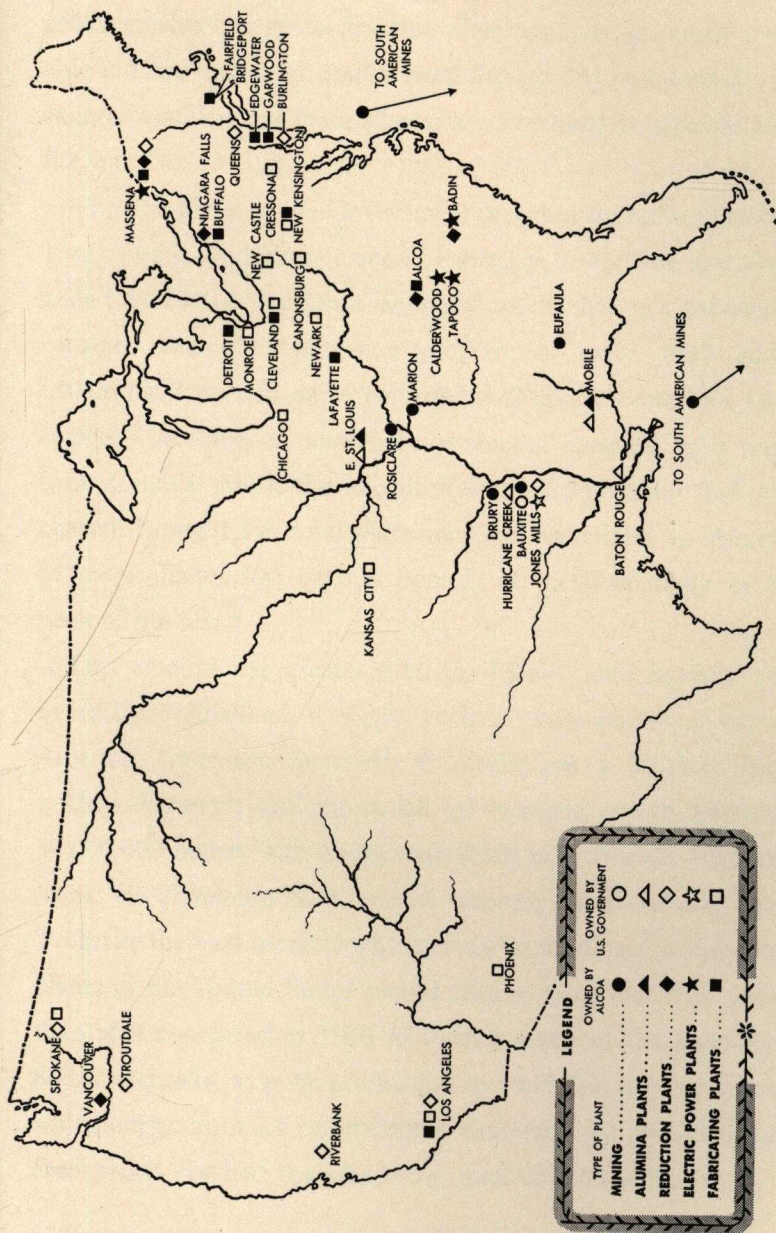 SPOKANE
VANCOUVER
TROUTDALE
RIVERBANK
LOS ANGELES
PHOENIX
KANSAS CITY
CHICAGO
E. ST. LOUIS
ROSICLARE
MARION
LAFAYETTE
NEWARK
CANONSBURG
CLEVELAND
MONROE
DETROIT
NEW CASTLE
CRESSONA
NEW KENSINGTON
MASSENA
NIAGARA FALLS
BUFFALO
QUEENS
FAIRFIELD
BRIDGEPORT
EDGEWATER
GARWOOD
BURLINGTON
TO SOUTH
AMERICAN
MINES
ALCOA
BADIN
CALDERWOOD
TAPOCO
EUFAULA
MOBILE
DRURY
HURRICANE CREEK
BAUXITE
JONES MILLS
BATON ROUGE
TO SOUTH AMERICAN MINES
LEGEND
TYPE OF PLANT
OWNED BY
ALCOA
OWNED BY
U.S. GOVERNMENT
MINING
ALUMINA PLANTS
REDUCTION PLANTS
ELECTRIC POWER PLANTS
FABRICATING PLANTS